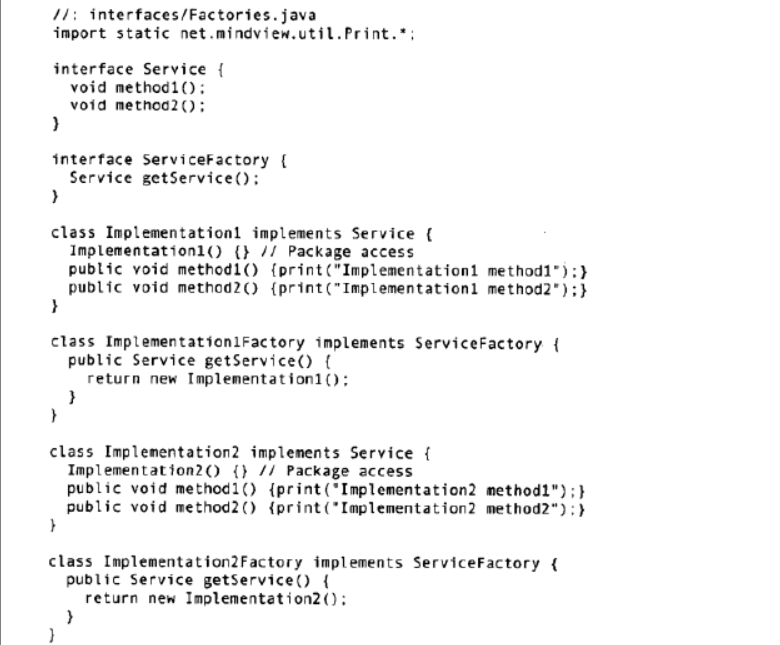 //: interfaces/Factories.java
import static net.mindview.util.Print.*;
interface Service {
void method1();
void method2();
}
interface ServiceFactory {
Service getService();
}
class Implementation1 implements Service {
Implementation1() {} // Package access
public void method1() {print("Implementation1 method1");}
public void method2() {print("Implementation1 method2");}
}
class Implementation1Factory implements ServiceFactory {
public Service getService() {
return new Implementation1();
}
}
class Implementation2 implements Service {
Implementation2() {} // Package access
public void method1() {print("Implementation2 method1");}
public void method2() {print("Implementation2 method2");}
}
class Implementation2Factory implements ServiceFactory {
public Service getService() {
return new Implementation2();
}
}